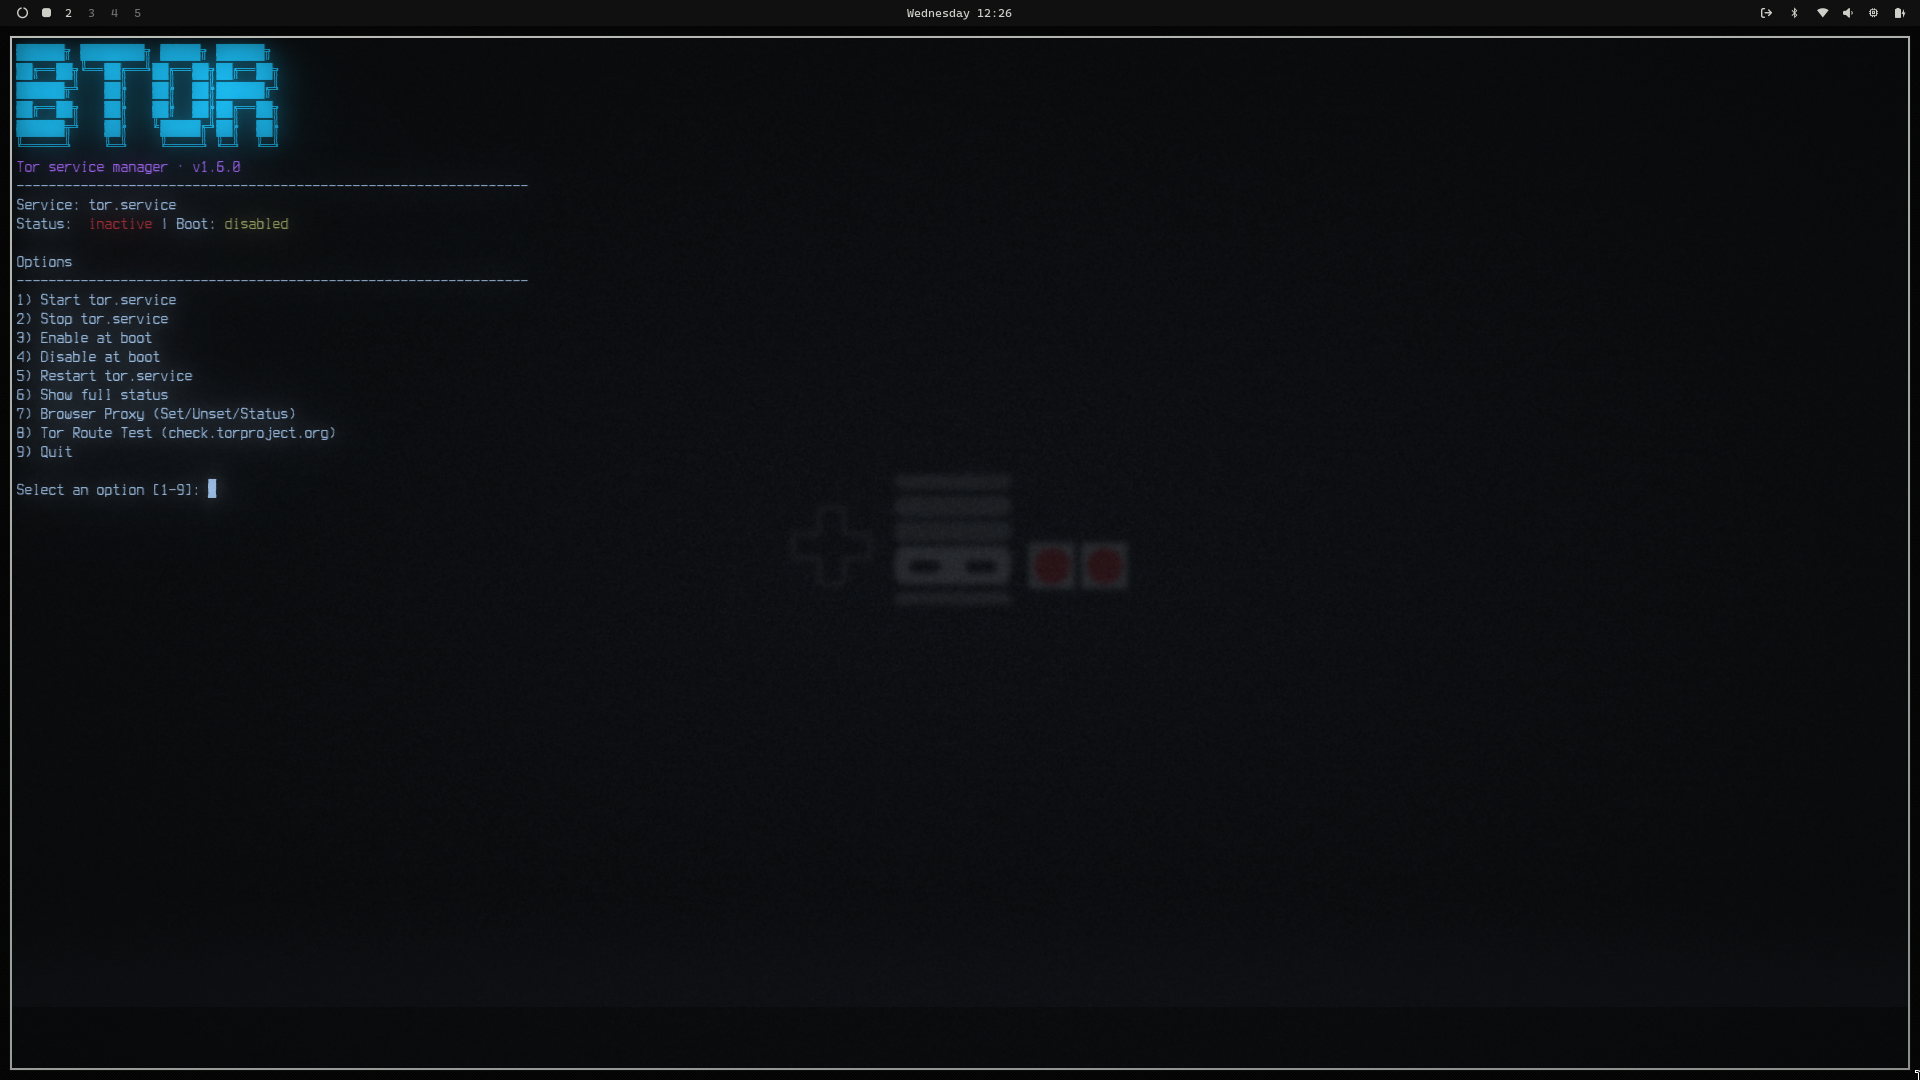 2 3 4 5
Wednesday 12:26
BTOR
Tor service manager · v1.6.0
----------------------------------------------------------------
Service: tor.service
Status:  inactive | Boot: disabled
Options
----------------------------------------------------------------
1) Start tor.service
2) Stop tor.service
3) Enable at boot
4) Disable at boot
5) Restart tor.service
6) Show full status
7) Browser Proxy (Set/Unset/Status)
8) Tor Route Test (check.torproject.org)
9) Quit
Select an option [1-9]: